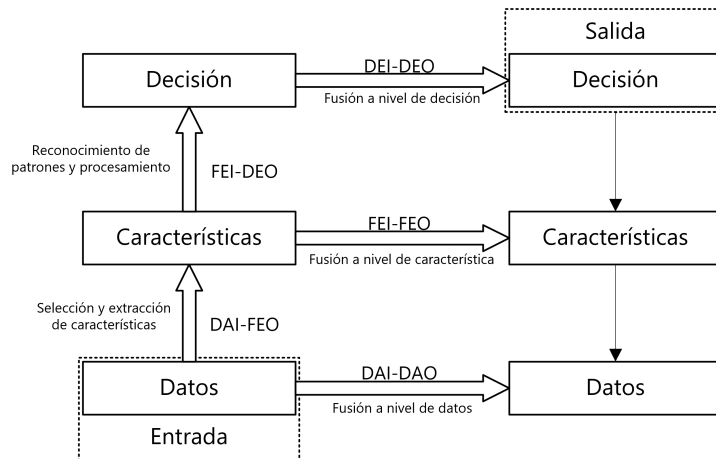 Salida
Decisión
DEI-DEO
Fusión a nivel de decisión
Decisión
Reconocimiento de
patrones y procesamiento
FEI-DEO
Características
FEI-FEO
Fusión a nivel de característica
Características
Selección y extracción
de características
DAI-FEO
Datos
DAI-DAO
Fusión a nivel de datos
Datos
Entrada